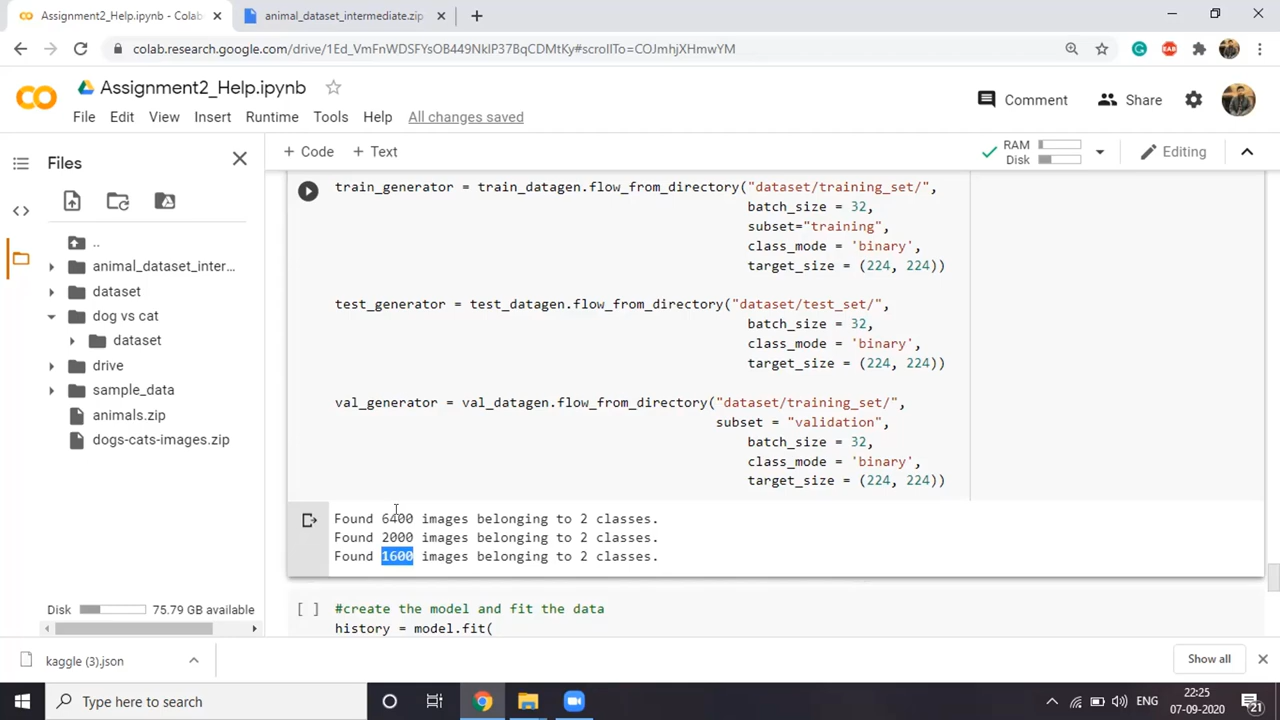 Assignment2_Help.ipynb - Colab
animal_dataset_intermediate.zip
colab.research.google.com/drive/1Ed_VmFnWDSFYsOB449NkIP37BqCDMtKy#scrollTo=COJmhjXHmwYM
Assignment2_Help.ipynb
File Edit View Insert Runtime Tools Help All changes saved
Comment Share
Files
+ Code + Text
RAM
Disk
Editing
..
animal_dataset_inter...
dataset
dog vs cat
dataset
drive
sample_data
animals.zip
dogs-cats-images.zip
Disk 75.79 GB available
train_generator = train_datagen.flow_from_directory("dataset/training_set/",
batch_size = 32,
subset="training",
class_mode = 'binary',
target_size = (224, 224))
test_generator = test_datagen.flow_from_directory("dataset/test_set/",
batch_size = 32,
class_mode = 'binary',
target_size = (224, 224))
val_generator = val_datagen.flow_from_directory("dataset/training_set/",
subset = "validation",
batch_size = 32,
class_mode = 'binary',
target_size = (224, 224))
Found 6400 images belonging to 2 classes.
Found 2000 images belonging to 2 classes.
Found 1600 images belonging to 2 classes.
[ ] #create the model and fit the data
history = model.fit(
kaggle (3).json
Show all
Type here to search
ENG
22:25
07-09-2020
21